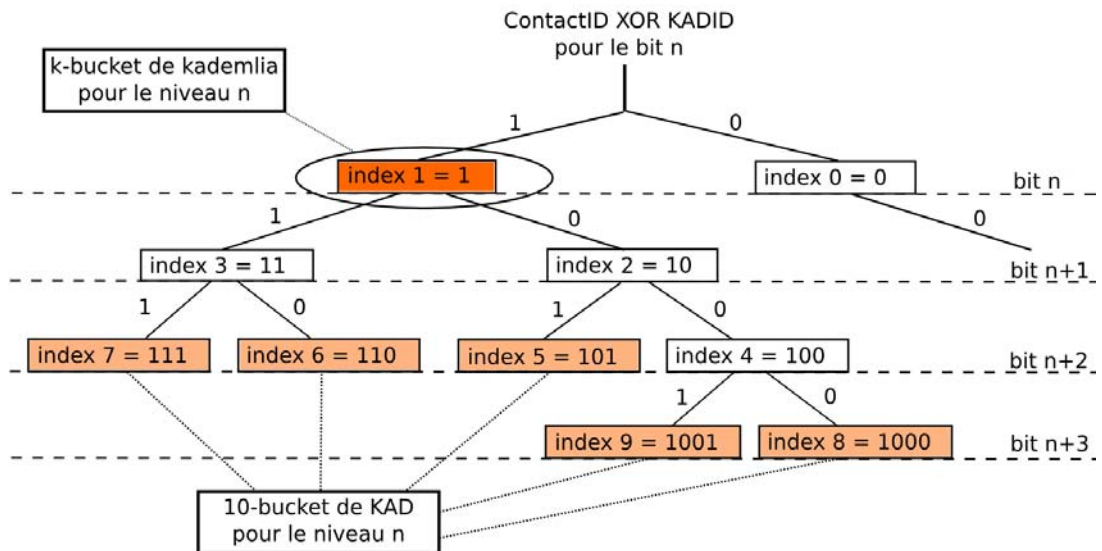 ContactID XOR KADID
pour le bit n
k-bucket de kademlia
pour le niveau n
1
0
index 1 = 1
index 0 = 0
bit n
1
0
0
index 3 = 11
index 2 = 10
bit n+1
1
0
1
0
index 7 = 111
index 6 = 110
index 5 = 101
index 4 = 100
bit n+2
1
0
index 9 = 1001
index 8 = 1000
bit n+3
10-bucket de KAD
pour le niveau n